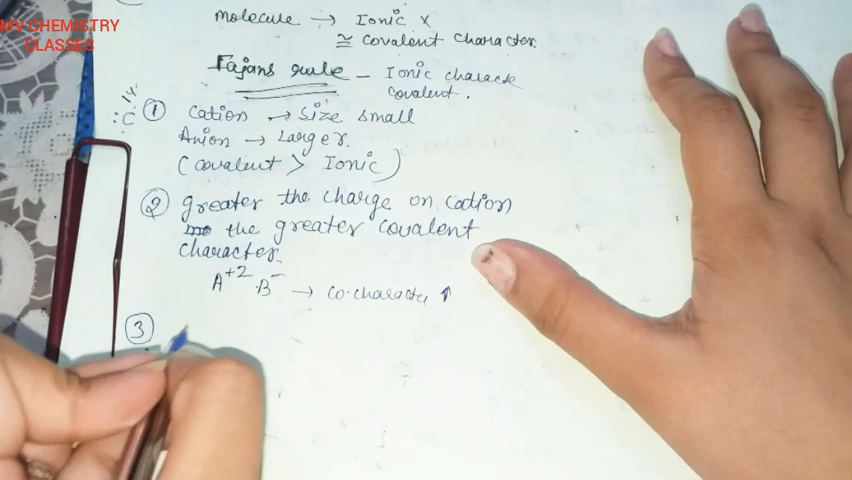 MV CHEMISTRY
CLASSES
molecule → Ionic x
≅ covalent character.
Fajans rule - Ionic characte
covalent.
① Cation → Size small
Anion → Larger.
(covalent > Ionic)
② greater the charge on cation
the greater covalent
character.
A+2 B- → co-character ↑
③